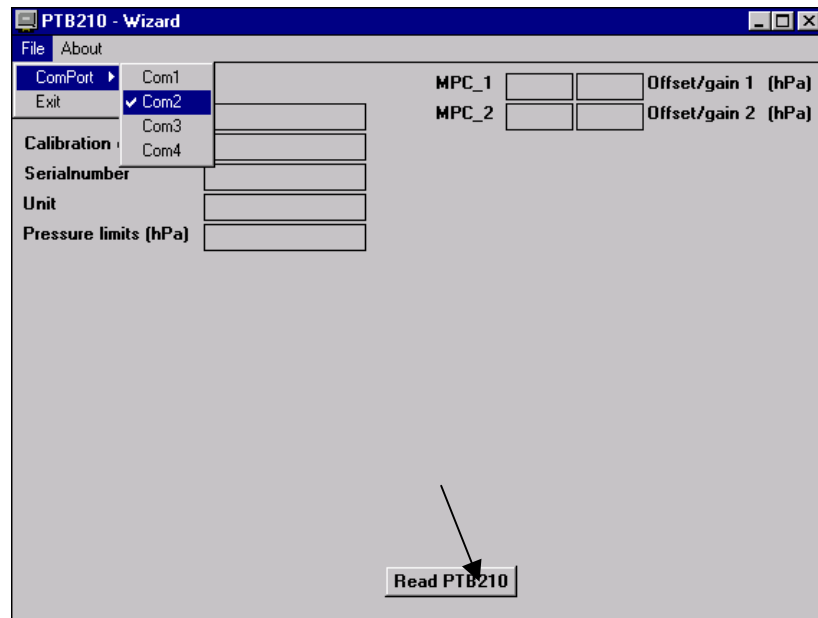 PTB210 - Wizard
File About
ComPort
Exit
Com1
Com2
Com3
Com4
MPC_1 Offset/gain 1 (hPa)
MPC_2 Offset/gain 2 (hPa)
Calibration
Serialnumber
Unit
Pressure limits (hPa)
Read PTB210